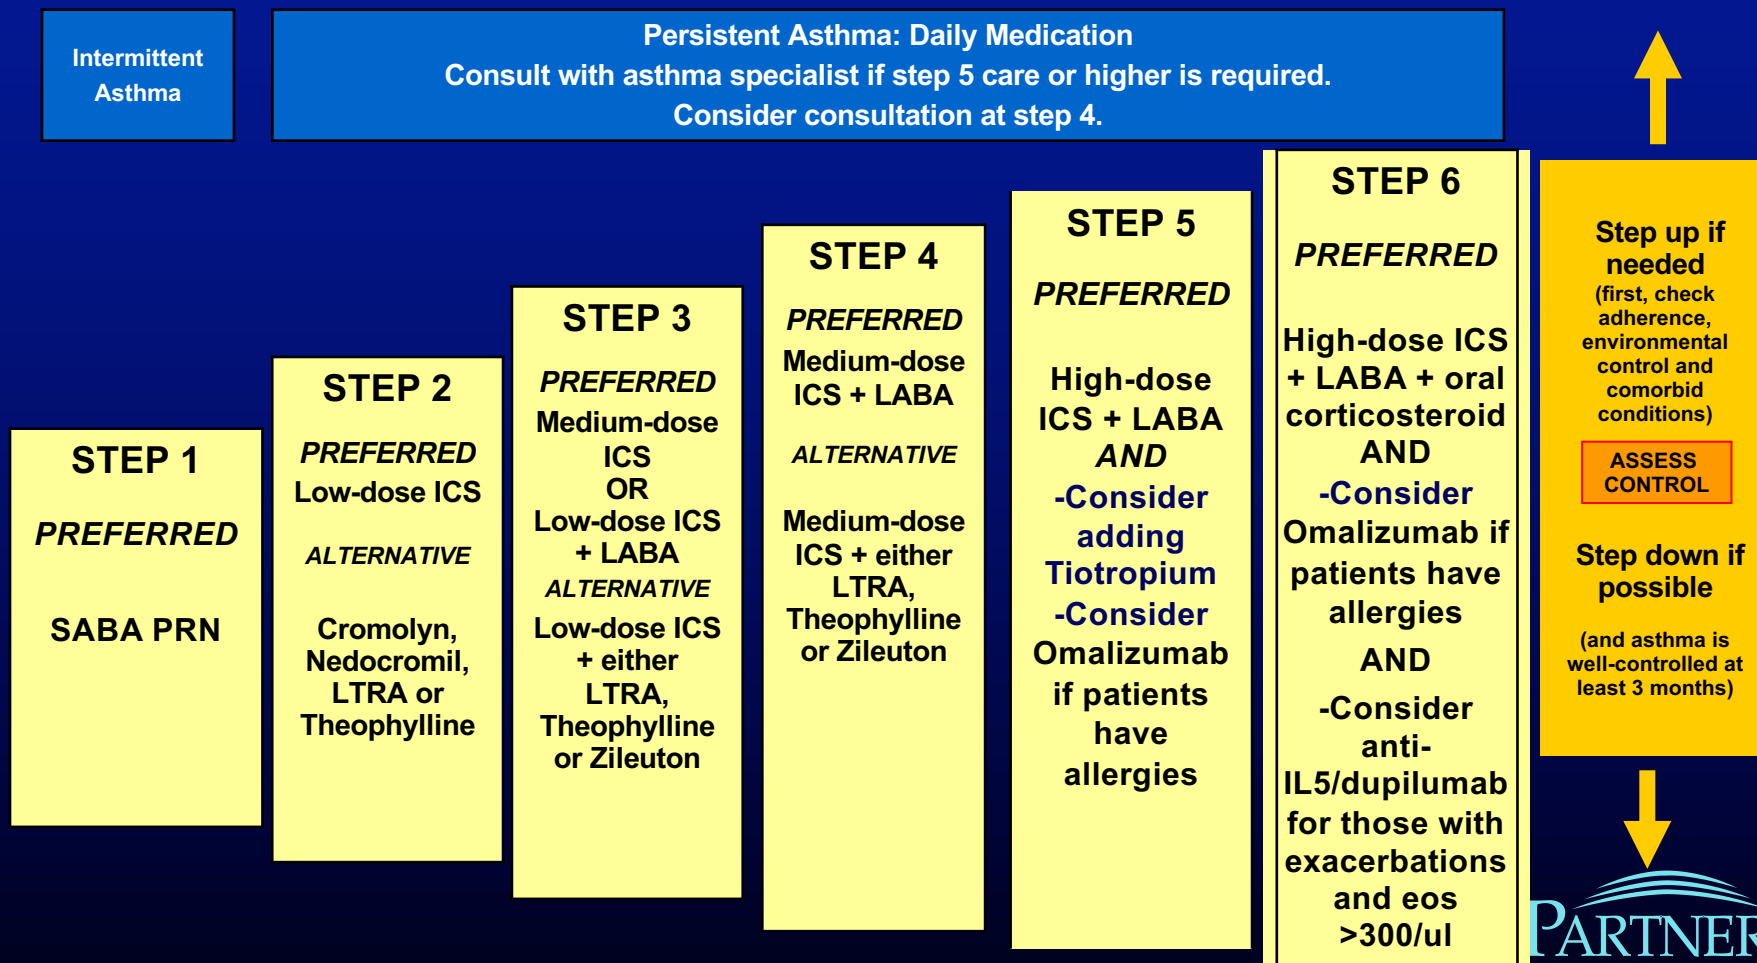 Intermittent
Asthma
Persistent Asthma: Daily Medication
Consult with asthma specialist if step 5 care or higher is required.
Consider consultation at step 4.
STEP 1
PREFERRED
SABA PRN
STEP 2
PREFERRED
Low-dose ICS
ALTERNATIVE
Cromolyn,
Nedocromil,
LTRA or
Theophylline
STEP 3
PREFERRED
Medium-dose
ICS
OR
Low-dose ICS
+ LABA
ALTERNATIVE
Low-dose ICS
+ either
LTRA,
Theophylline
or Zileuton
STEP 4
PREFERRED
Medium-dose
ICS + LABA
ALTERNATIVE
Medium-dose
ICS + either
LTRA,
Theophylline
or Zileuton
STEP 5
PREFERRED
High-dose
ICS + LABA
AND
-Consider
adding
Tiotropium
-Consider
Omalizumab
if patients
have
allergies
STEP 6
PREFERRED
High-dose ICS
+ LABA + oral
corticosteroid
AND
-Consider
Omalizumab if
patients have
allergies
AND
-Consider
anti-
IL5/dupilumab
for those with
exacerbations
and eos
>300/ul
Step up if
needed
(first, check
adherence,
environmental
control and
comorbid
conditions)
ASSESS
CONTROL
Step down if
possible
(and asthma is
well-controlled at
least 3 months)
PARTNER